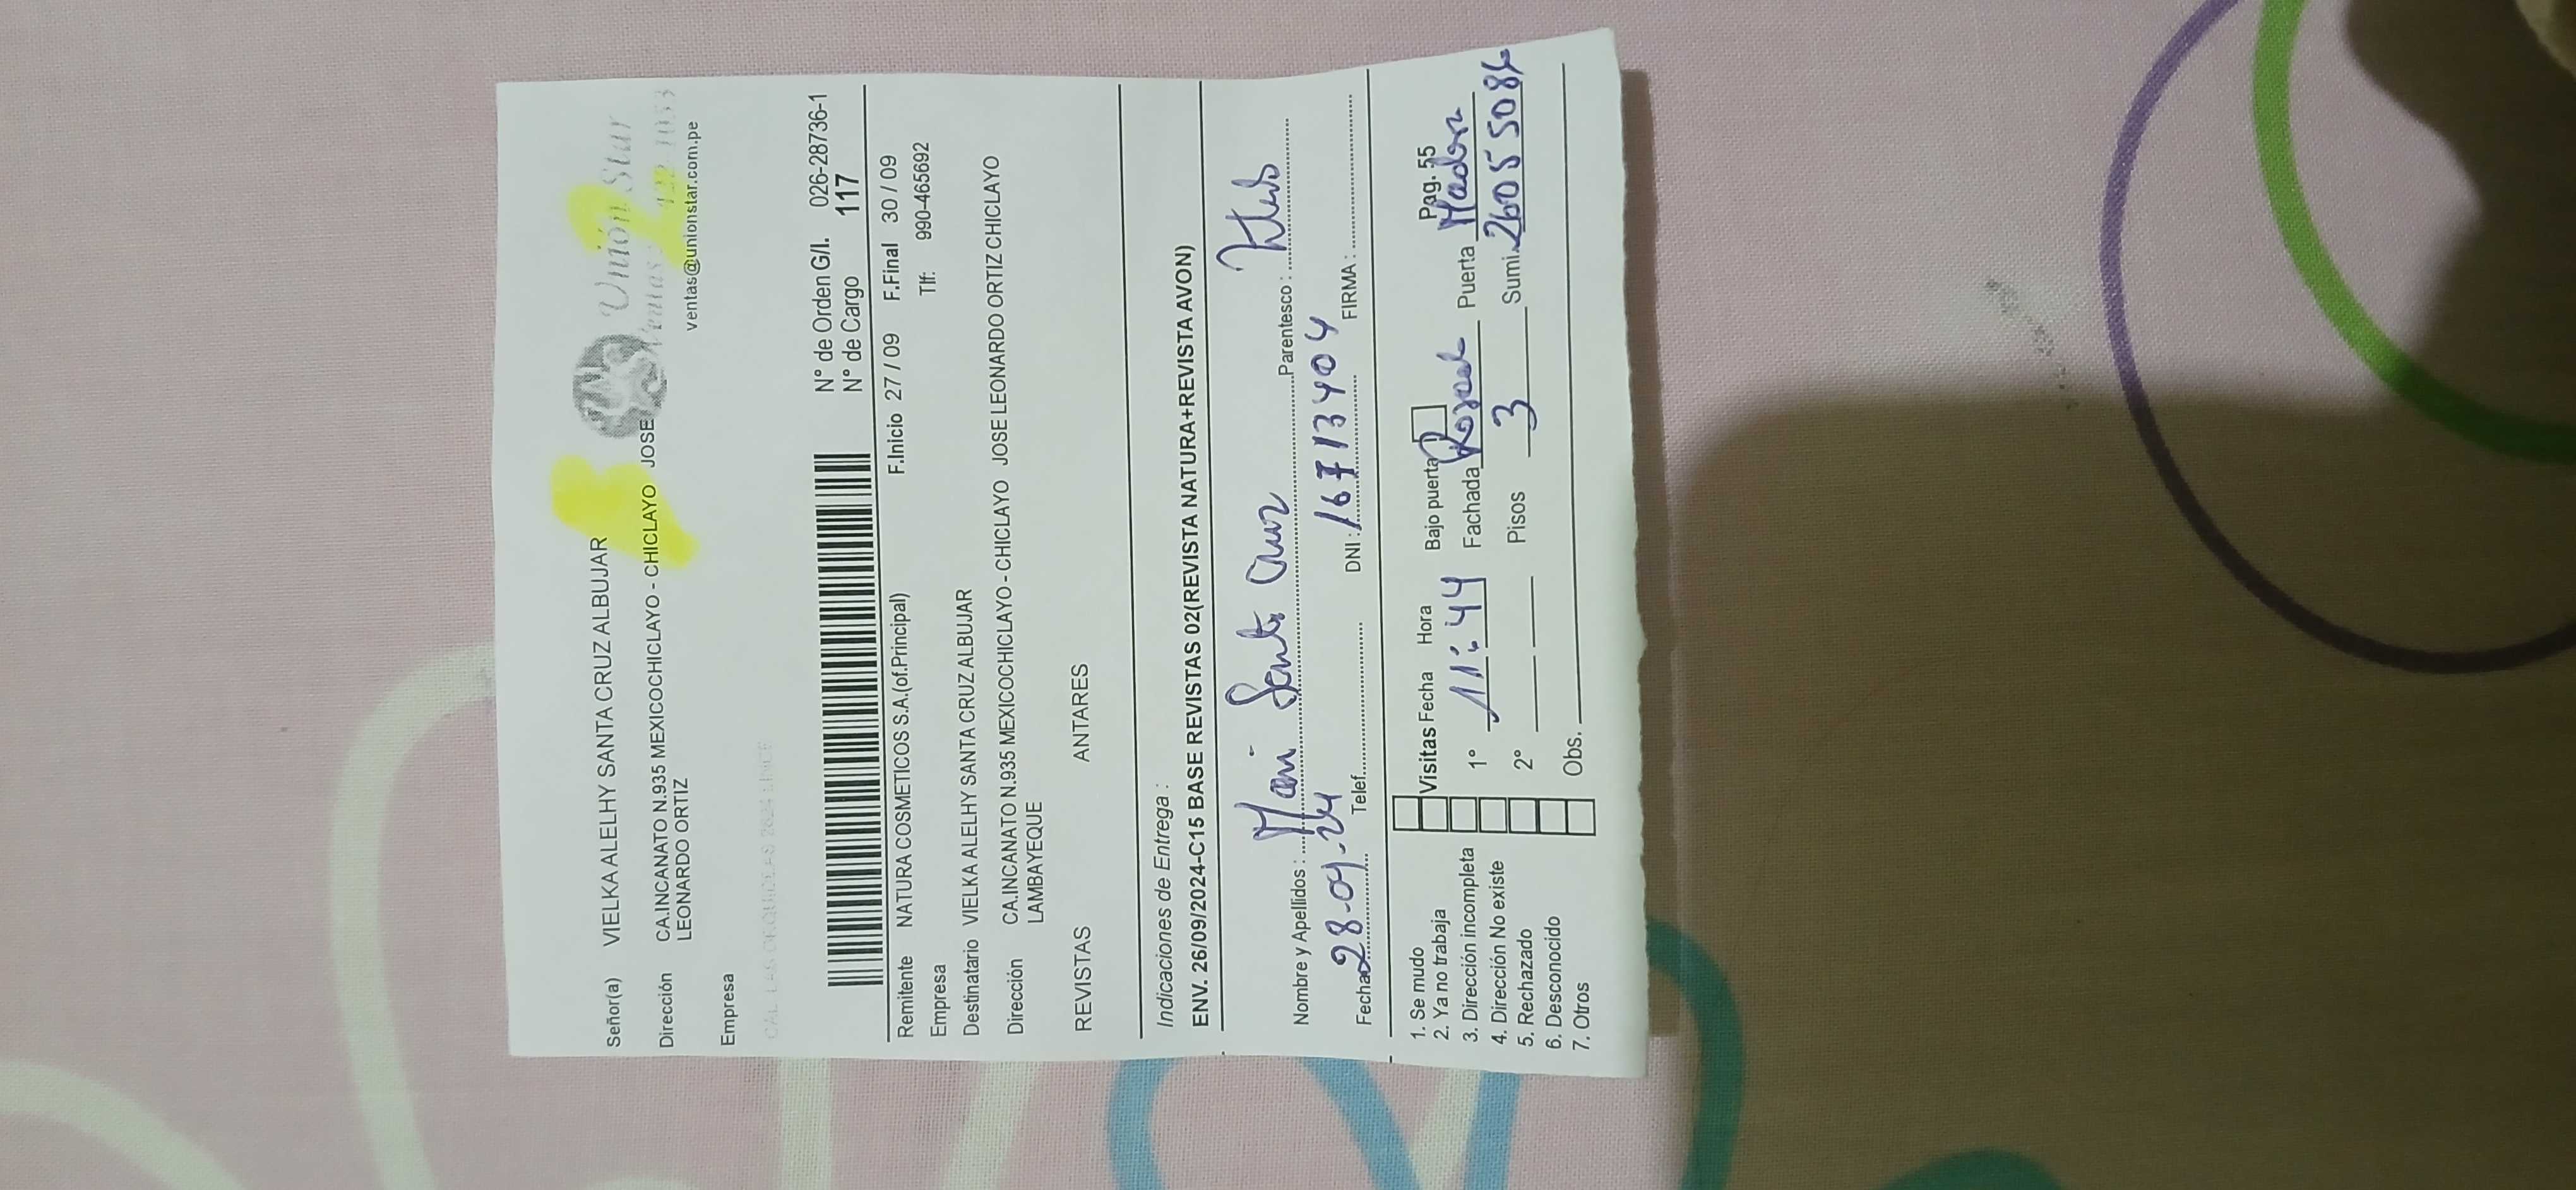 Unión Star
Ventas
ventas@unionstar.com.pe
Señor(a) VIELKA ALELHY SANTA CRUZ ALBUJAR
Dirección CA.INCANATO N.935 MEXICOCHICLAYO - CHICLAYO JOSE
LEONARDO ORTIZ
Empresa
N° de Orden G/I. 026-28736-1
N° de Cargo 117
F.Inicio 27 / 09 F.Final 30 / 09
Remitente NATURA COSMETICOS S.A.(of.Principal)
Empresa Tlf: 990-465692
Destinatario VIELKA ALELHY SANTA CRUZ ALBUJAR
Dirección CA.INCANATO N.935 MEXICOCHICLAYO - CHICLAYO JOSE LEONARDO ORTIZ CHICLAYO
LAMBAYEQUE
REVISTAS ANTARES
Indicaciones de Entrega :
ENV. 26/09/2024-C15 BASE REVISTAS 02(REVISTA NATURA+REVISTA AVON)
Nombre y Apellidos : Santa Cruz Parentesco :
Fecha 28-09-24 Telef. DNI : 16713404 FIRMA :
1. Se mudo
2. Ya no trabaja
3. Dirección incompleta
4. Dirección No existe
5. Rechazado
6. Desconocido
7. Otros
Visitas Fecha Hora Bajo puerta Pag. 55
1° 11:44 Fachada Puerta Madera
2° Pisos 3 Sumi.
Obs.